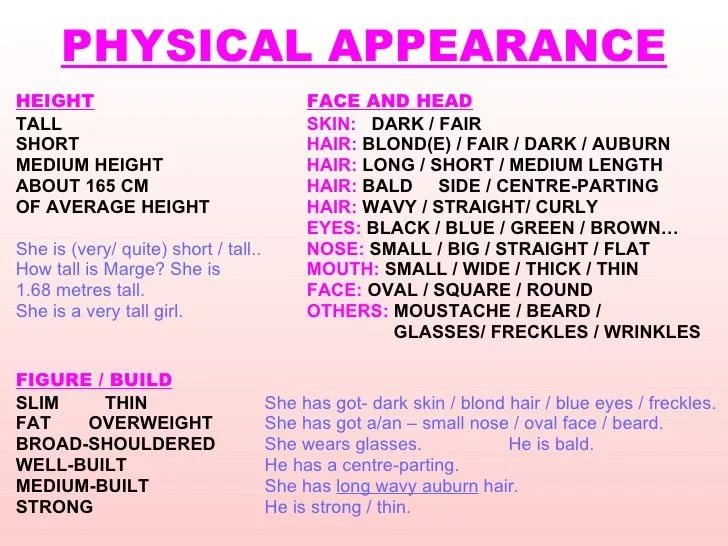 PHYSICAL APPEARANCE
HEIGHT
TALL
SHORT
MEDIUM HEIGHT
ABOUT 165 CM
OF AVERAGE HEIGHT
She is (very/ quite) short / tall..
How tall is Marge? She is
1.68 metres tall.
She is a very tall girl.
FACE AND HEAD
SKIN: DARK / FAIR
HAIR: BLOND(E) / FAIR / DARK / AUBURN
HAIR: LONG / SHORT / MEDIUM LENGTH
HAIR: BALD SIDE / CENTRE-PARTING
HAIR: WAVY / STRAIGHT/ CURLY
EYES: BLACK / BLUE / GREEN / BROWN…
NOSE: SMALL / BIG / STRAIGHT / FLAT
MOUTH: SMALL / WIDE / THICK / THIN
FACE: OVAL / SQUARE / ROUND
OTHERS: MOUSTACHE / BEARD /
GLASSES/ FRECKLES / WRINKLES
FIGURE / BUILD
SLIM THIN
FAT OVERWEIGHT
BROAD-SHOULDERED
WELL-BUILT
MEDIUM-BUILT
STRONG
She has got- dark skin / blond hair / blue eyes / freckles.
She has got a/an – small nose / oval face / beard.
She wears glasses. He is bald.
He has a centre-parting.
She has long wavy auburn hair.
He is strong / thin.